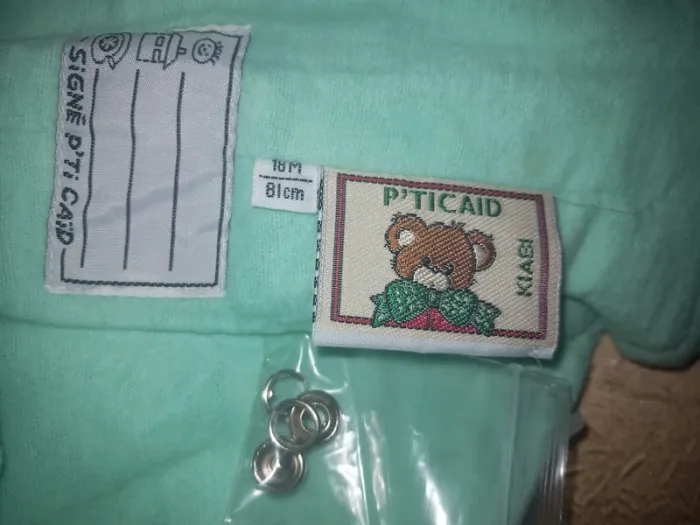 SiGNÉ P'Ti CAïD
18M
81cm
P'TICAID
KIABI